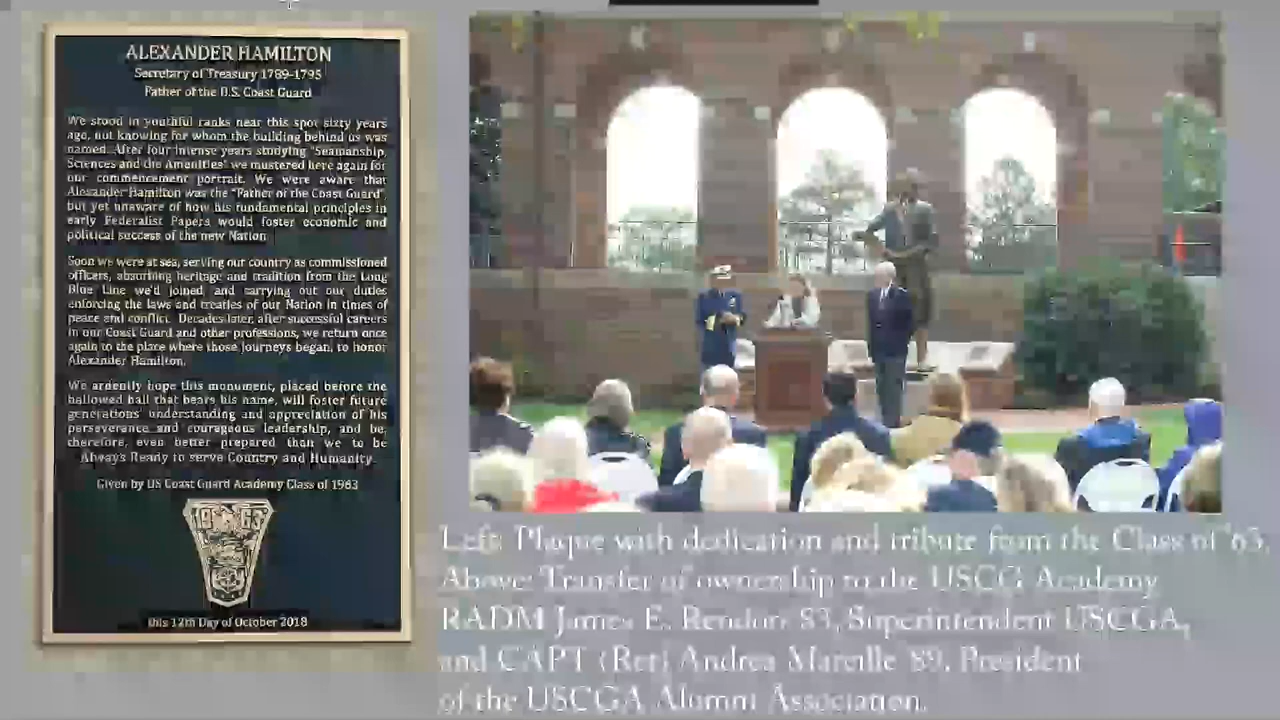 ALEXANDER HAMILTON
Secretary of Treasury 1789-1795
Father of the U.S. Coast Guard
We stood in youthful ranks near this spot sixty years
ago, not knowing for whom the building behind us was
named. After four intense years studying "Seamanship,
Sciences and the Amenities" we mustered here again for
our commencement portrait. We were aware that
Alexander Hamilton was the "Father of the Coast Guard",
but yet unaware of how his fundamental principles in
early Federalist Papers would foster economic and
political success of the new Nation.
Soon we were at sea, serving our country as commissioned
officers, absorbing heritage and tradition from the Long
Blue Line we'd joined and carrying out our duties
enforcing the laws and treaties of our Nation in times of
peace and conflict. Decades later, after successful careers
in our Coast Guard and other professions, we return once
again to the place where those journeys began, to honor
Alexander Hamilton.
We ardently hope this monument, placed before the
hallowed hall that bears his name, will foster future
generations' understanding and appreciation of his
perseverance and courageous leadership, and be,
therefore, even better prepared than we to be
Always Ready to serve Country and Humanity.
Given by US Coast Guard Academy Class of 1963
1963
this 12th Day of October 2018
Left: Plaque with dedication and tribute from the Class of '63.
Above: Transfer of ownership to the USCG Academy
RADM James E. Rendon 83, Superintendent USCGA,
and CAPT (Ret) Andrea Marcille '89, President
of the USCGA Alumni Association.